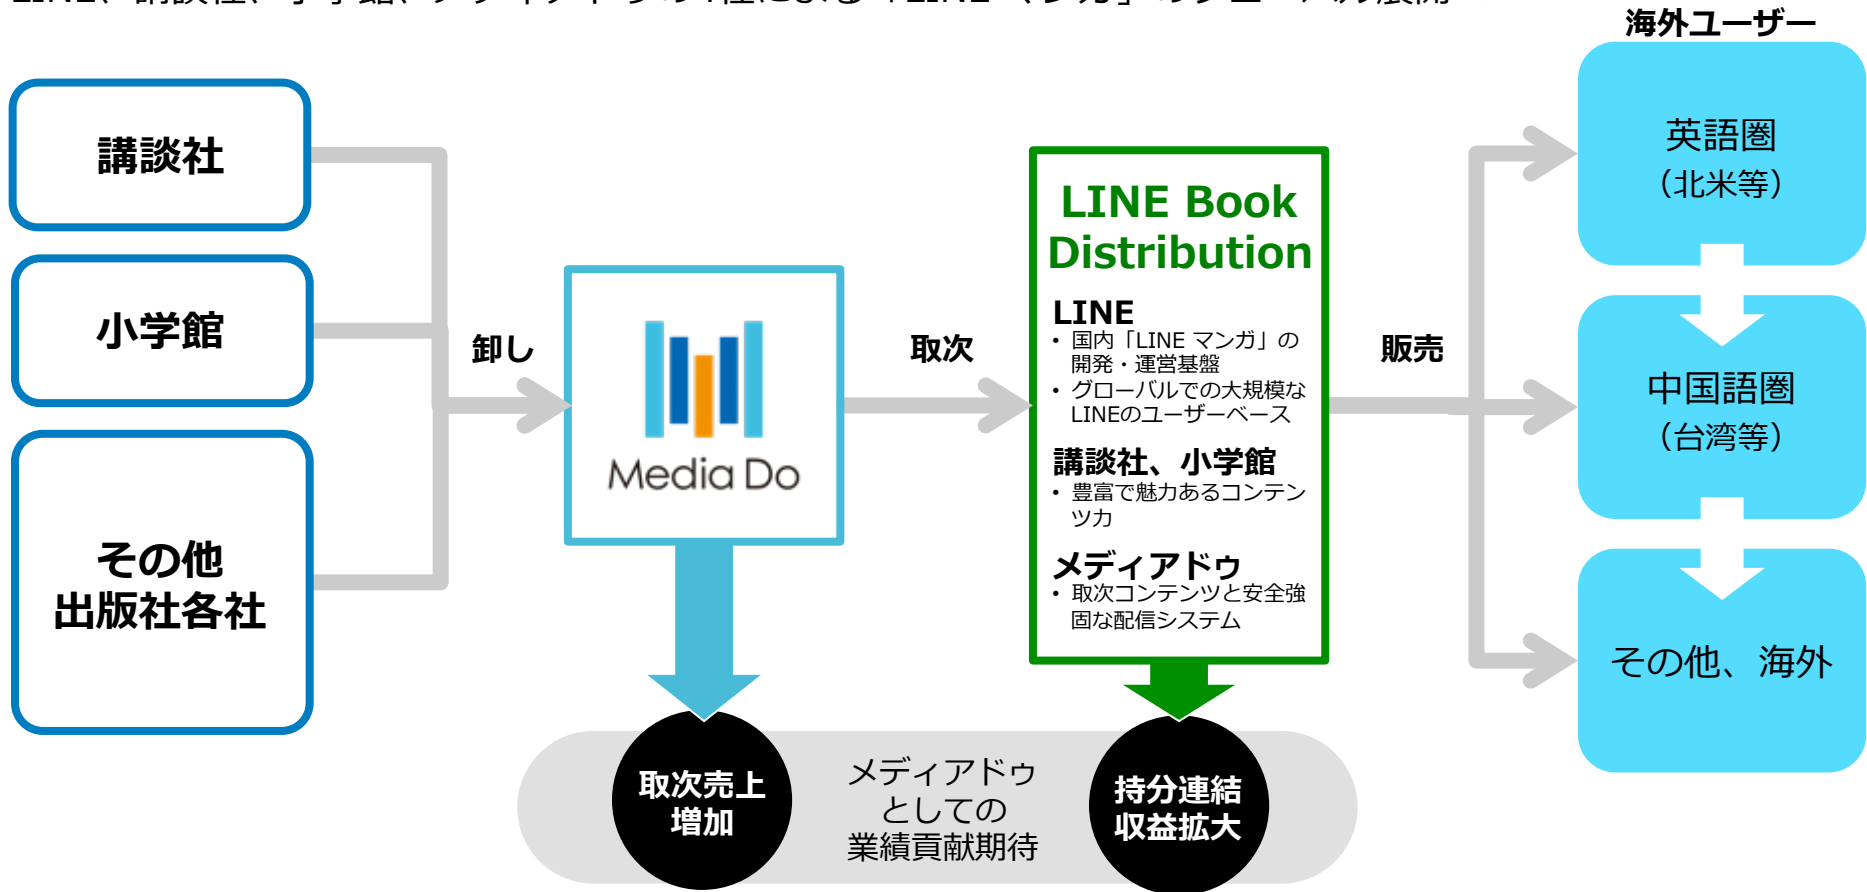 海外ユーザー
講談社
小学館
その他
出版社各社
卸し
Media Do
取次
LINE Book
Distribution
LINE
• 国内「LINE マンガ」の
開発・運営基盤
• グローバルでの大規模な
LINEのユーザーベース
講談社、小学館
• 豊富で魅力あるコンテン
ツ力
メディアドゥ
• 取次コンテンツと安全強
固な配信システム
販売
英語圏
（北米等）
中国語圏
（台湾等）
その他、海外
取次売上
増加
メディアドゥ
としての
業績貢献期待
持分連結
収益拡大